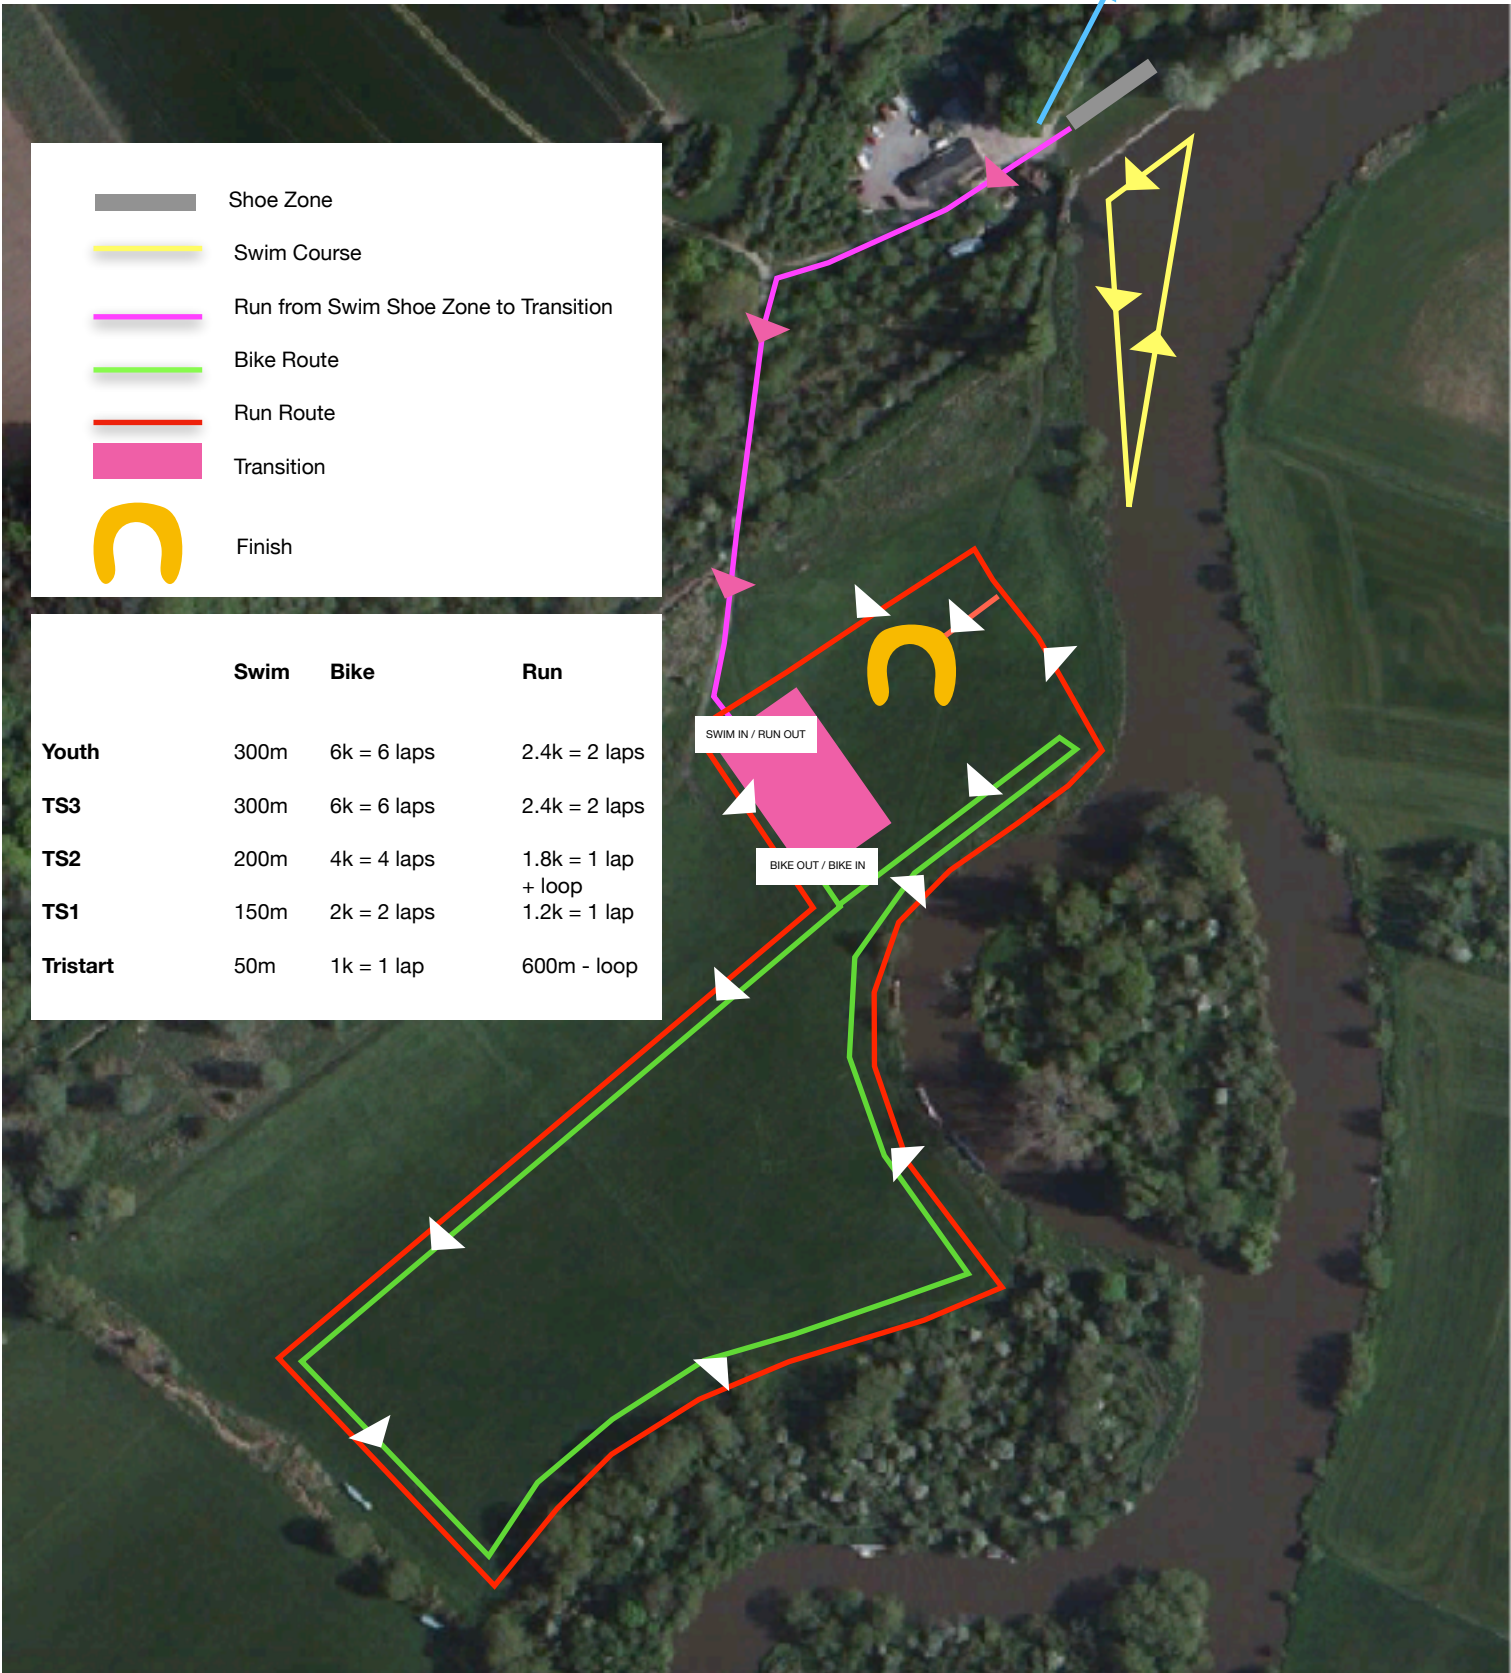 Shoe Zone
Swim Course
Run from Swim Shoe Zone to Transition
Bike Route
Run Route
Transition
Finish
Swim Bike Run
Youth 300m 6k = 6 laps 2.4k = 2 laps
TS3 300m 6k = 6 laps 2.4k = 2 laps
TS2 200m 4k = 4 laps 1.8k = 1 lap
+ loop
TS1 150m 2k = 2 laps 1.2k = 1 lap
Tristart 50m 1k = 1 lap 600m - loop
SWIM IN / RUN OUT
BIKE OUT / BIKE IN